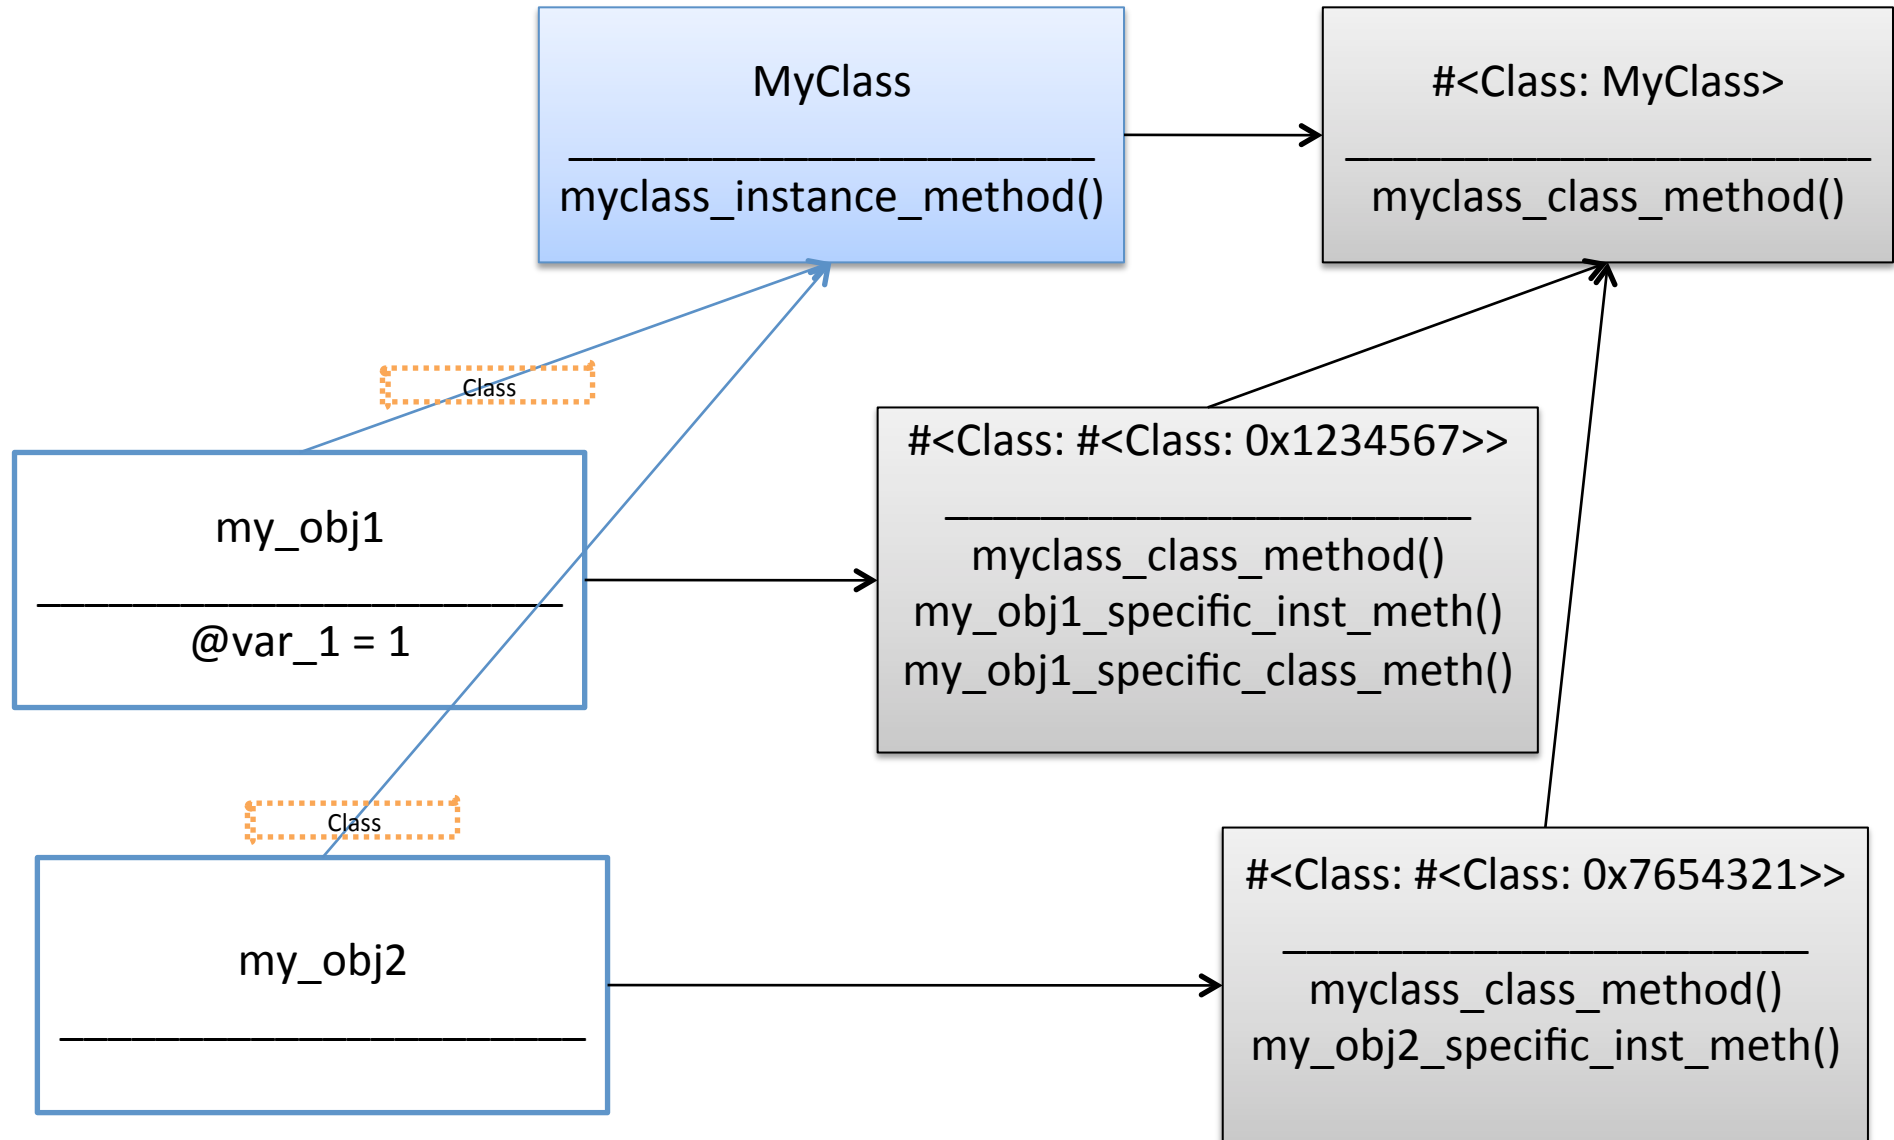 MyClass
myclass_instance_method()
#<Class: MyClass>
myclass_class_method()
Class
my_obj1
@var_1 = 1
#<Class: #<Class: 0x1234567>>
myclass_class_method()
my_obj1_specific_inst_meth()
my_obj1_specific_class_meth()
Class
my_obj2
#<Class: #<Class: 0x7654321>>
myclass_class_method()
my_obj2_specific_inst_meth()